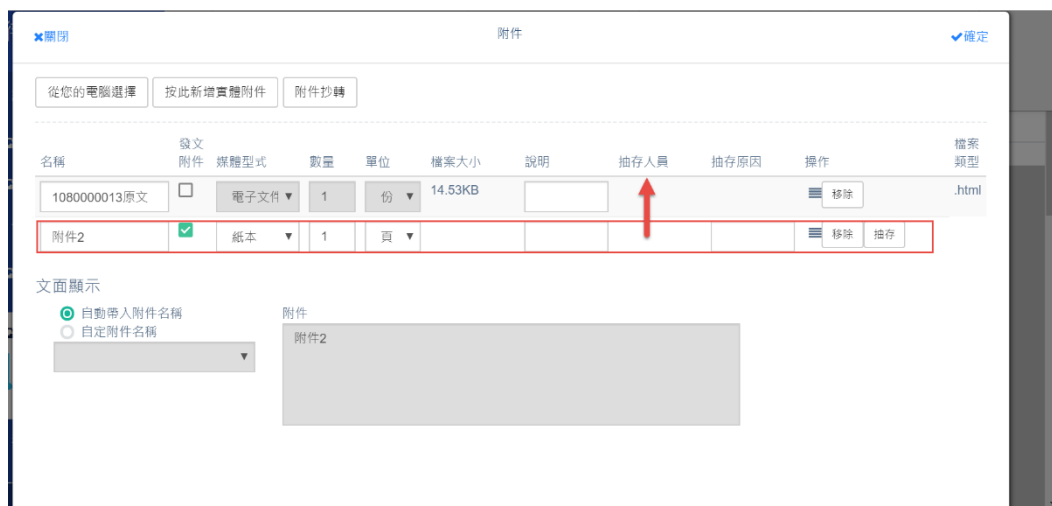 關閉
附件
確定
從您的電腦選擇 按此新增實體附件 附件抄轉
名稱 發文附件 媒體型式 數量 單位 檔案大小 說明 抽存人員 抽存原因 操作 檔案類型
1080000013原文 電子文件 1 份 14.53KB 移除 .html
附件2 紙本 1 頁 移除 抽存
文面顯示
自動帶入附件名稱
自定附件名稱
附件
附件2